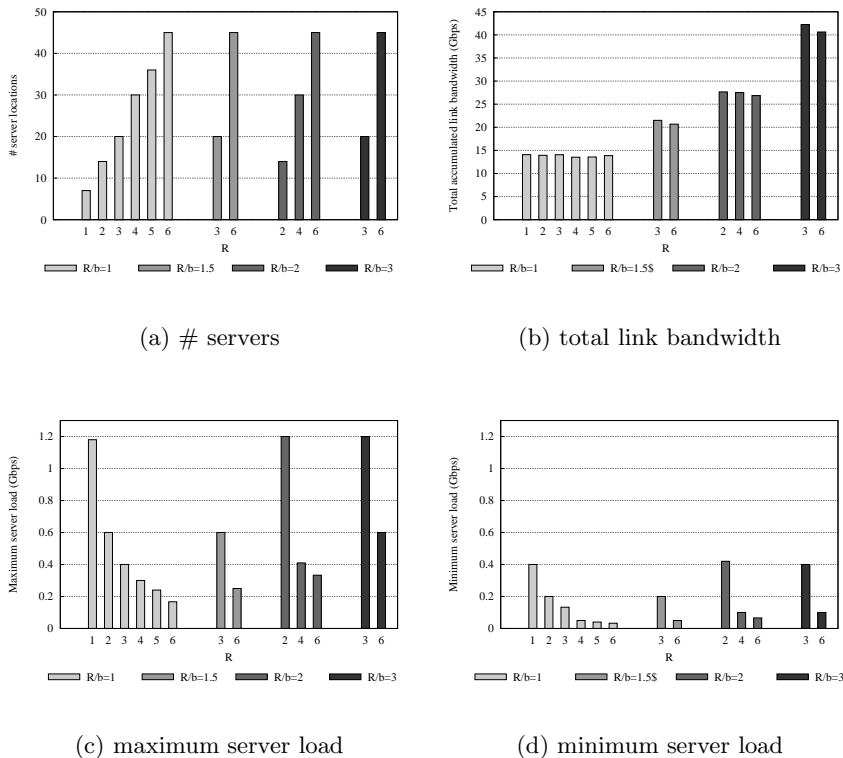 50
40
30
20
10
0
# server locations
1 2 3 4 5 6 3 6 2 4 6 3 6
R
R/b=1 R/b=1.5 R/b=2 R/b=3
(a) # servers
45
40
35
30
25
20
15
10
5
0
Total accumulated link bandwidth (Gbps)
1 2 3 4 5 6 3 6 2 4 6 3 6
R
R/b=1 R/b=1.5$ R/b=2 R/b=3
(b) total link bandwidth
1.2
1
0.8
0.6
0.4
0.2
0
Maximum server load (Gbps)
1 2 3 4 5 6 3 6 2 4 6 3 6
R
R/b=1 R/b=1.5 R/b=2 R/b=3
(c) maximum server load
1.2
1
0.8
0.6
0.4
0.2
0
Minimum server load (Gbps)
1 2 3 4 5 6 3 6 2 4 6 3 6
R
R/b=1 R/b=1.5$ R/b=2 R/b=3
(d) minimum server load